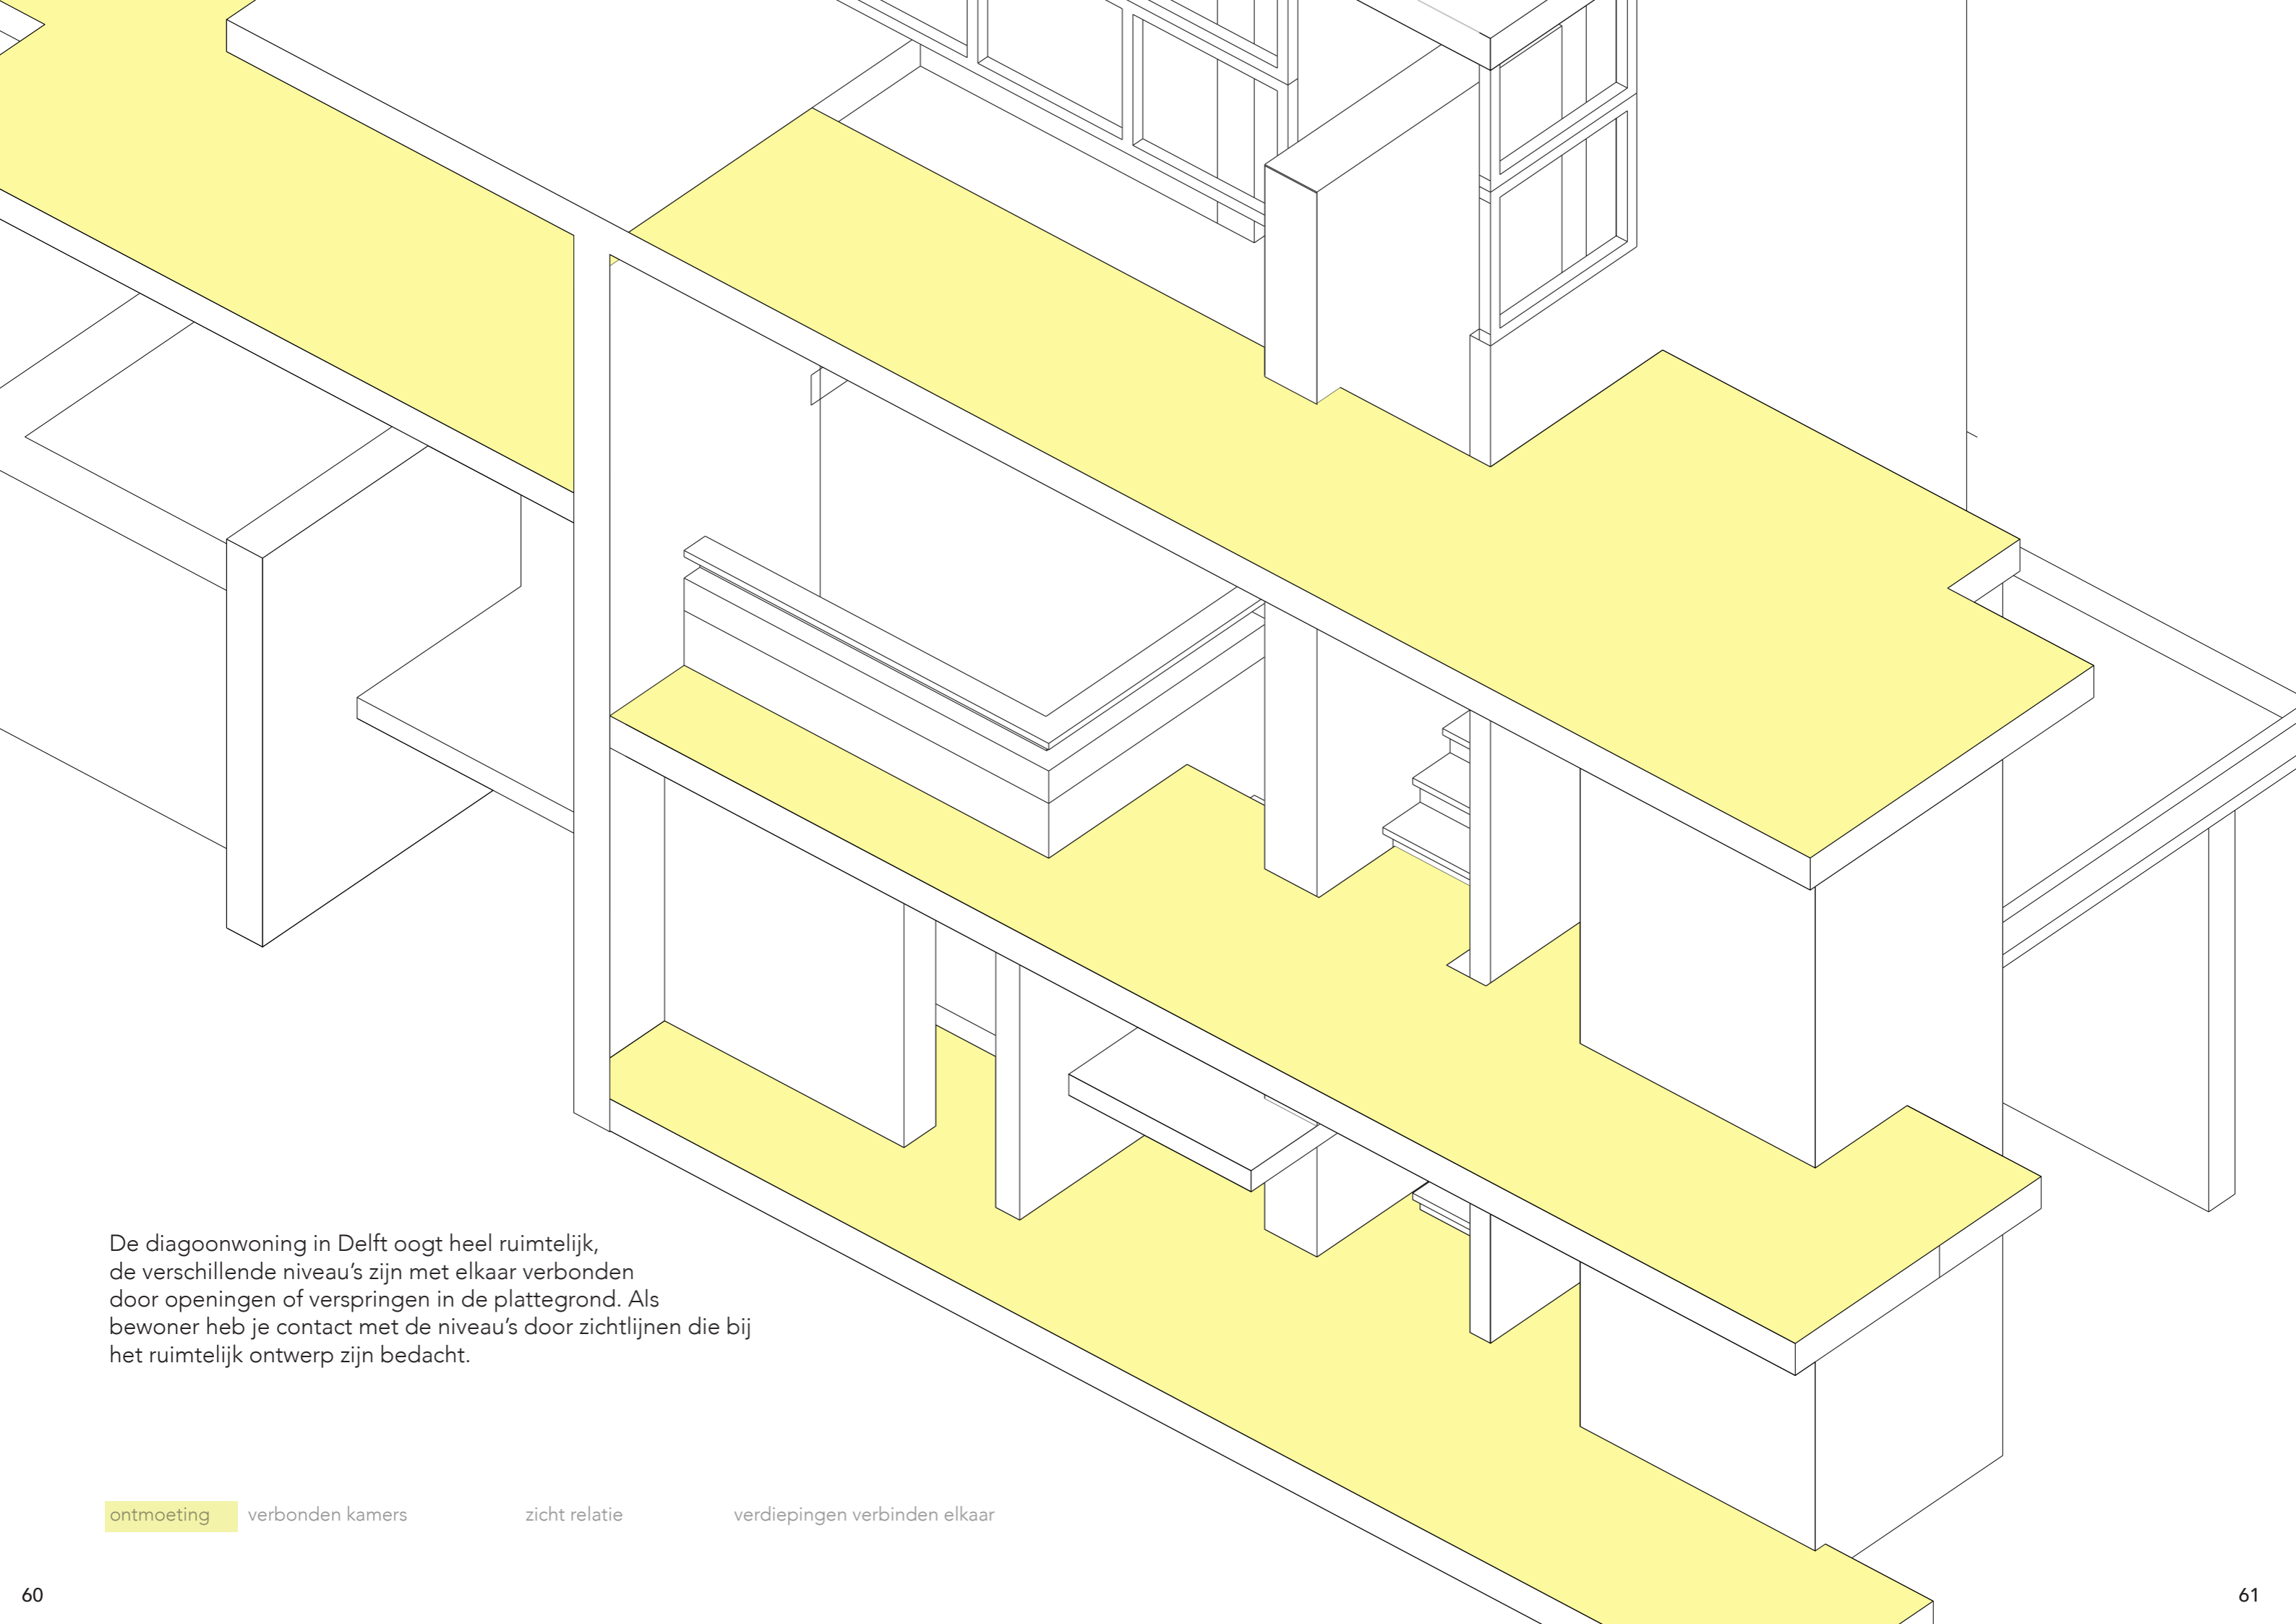 De diagoonwoning in Delft oogt heel ruimtelijk,
de verschillende niveau’s zijn met elkaar verbonden
door openingen of verspringen in de plattegrond. Als
bewoner heb je contact met de niveau’s door zichtlijnen die bij
het ruimtelijk ontwerp zijn bedacht.
ontmoeting verbonden kamers zicht relatie verdiepingen verbinden elkaar
60 61